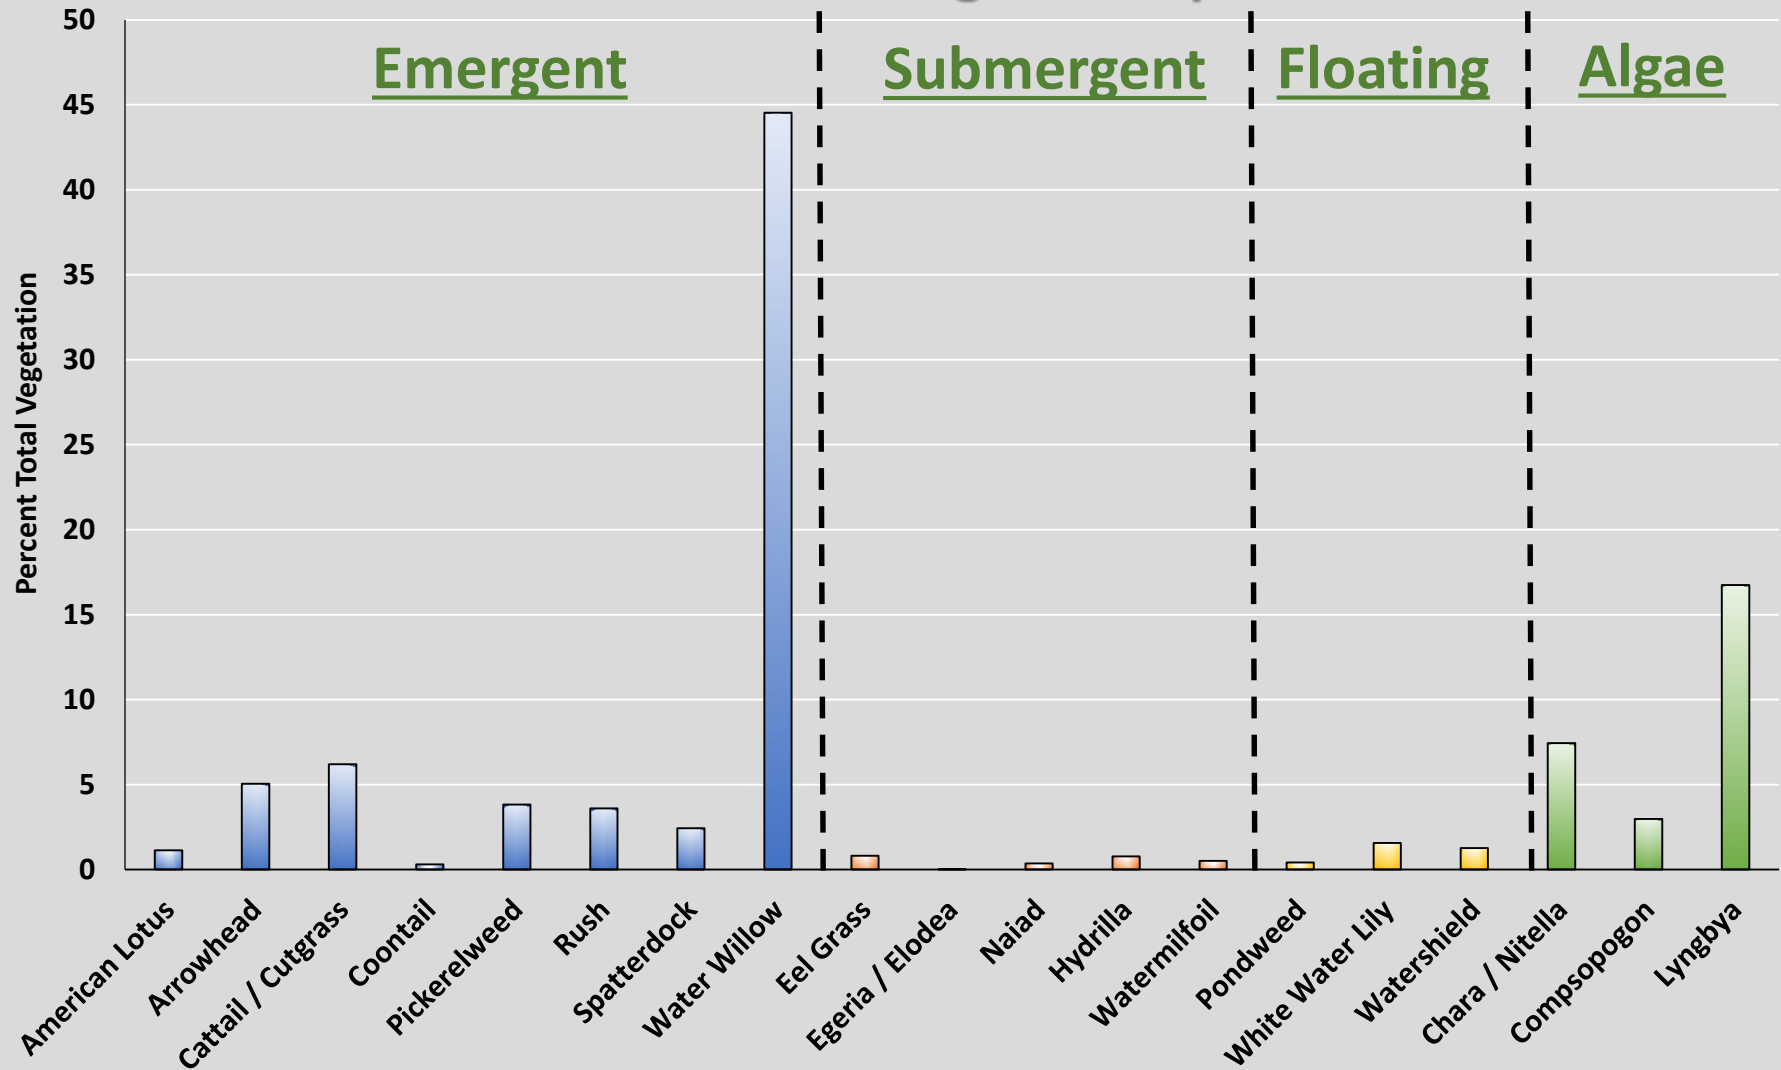 Emergent
Submergent
Floating
Algae
50
45
40
35
30
25
20
15
10
5
0
Percent Total Vegetation
American Lotus
Arrowhead
Cattail / Cutgrass
Coontail
Pickerelweed
Rush
Spatterdock
Water Willow
Eel Grass
Egeria / Elodea
Naiad
Hydrilla
Watermilfoil
Pondweed
White Water Lily
Watershield
Chara / Nitella
Compsopogon
Lyngbya